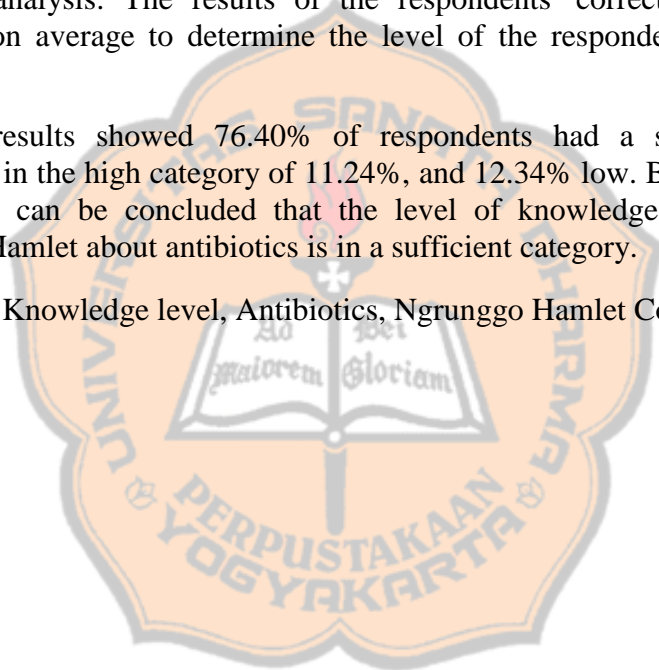 analysis. The results of the respondents' correct
on average to determine the level of the responde
results showed 76.40% of respondents had a s
in the high category of 11.24%, and 12.34% low. B
can be concluded that the level of knowledge
Hamlet about antibiotics is in a sufficient category.
Knowledge level, Antibiotics, Ngrunggo Hamlet Co
UNIVERSITAS SANATA DHARMA
Ad Dei
Maiorem Gloriam
PERPUSTAKAAN
YOGYAKARTA